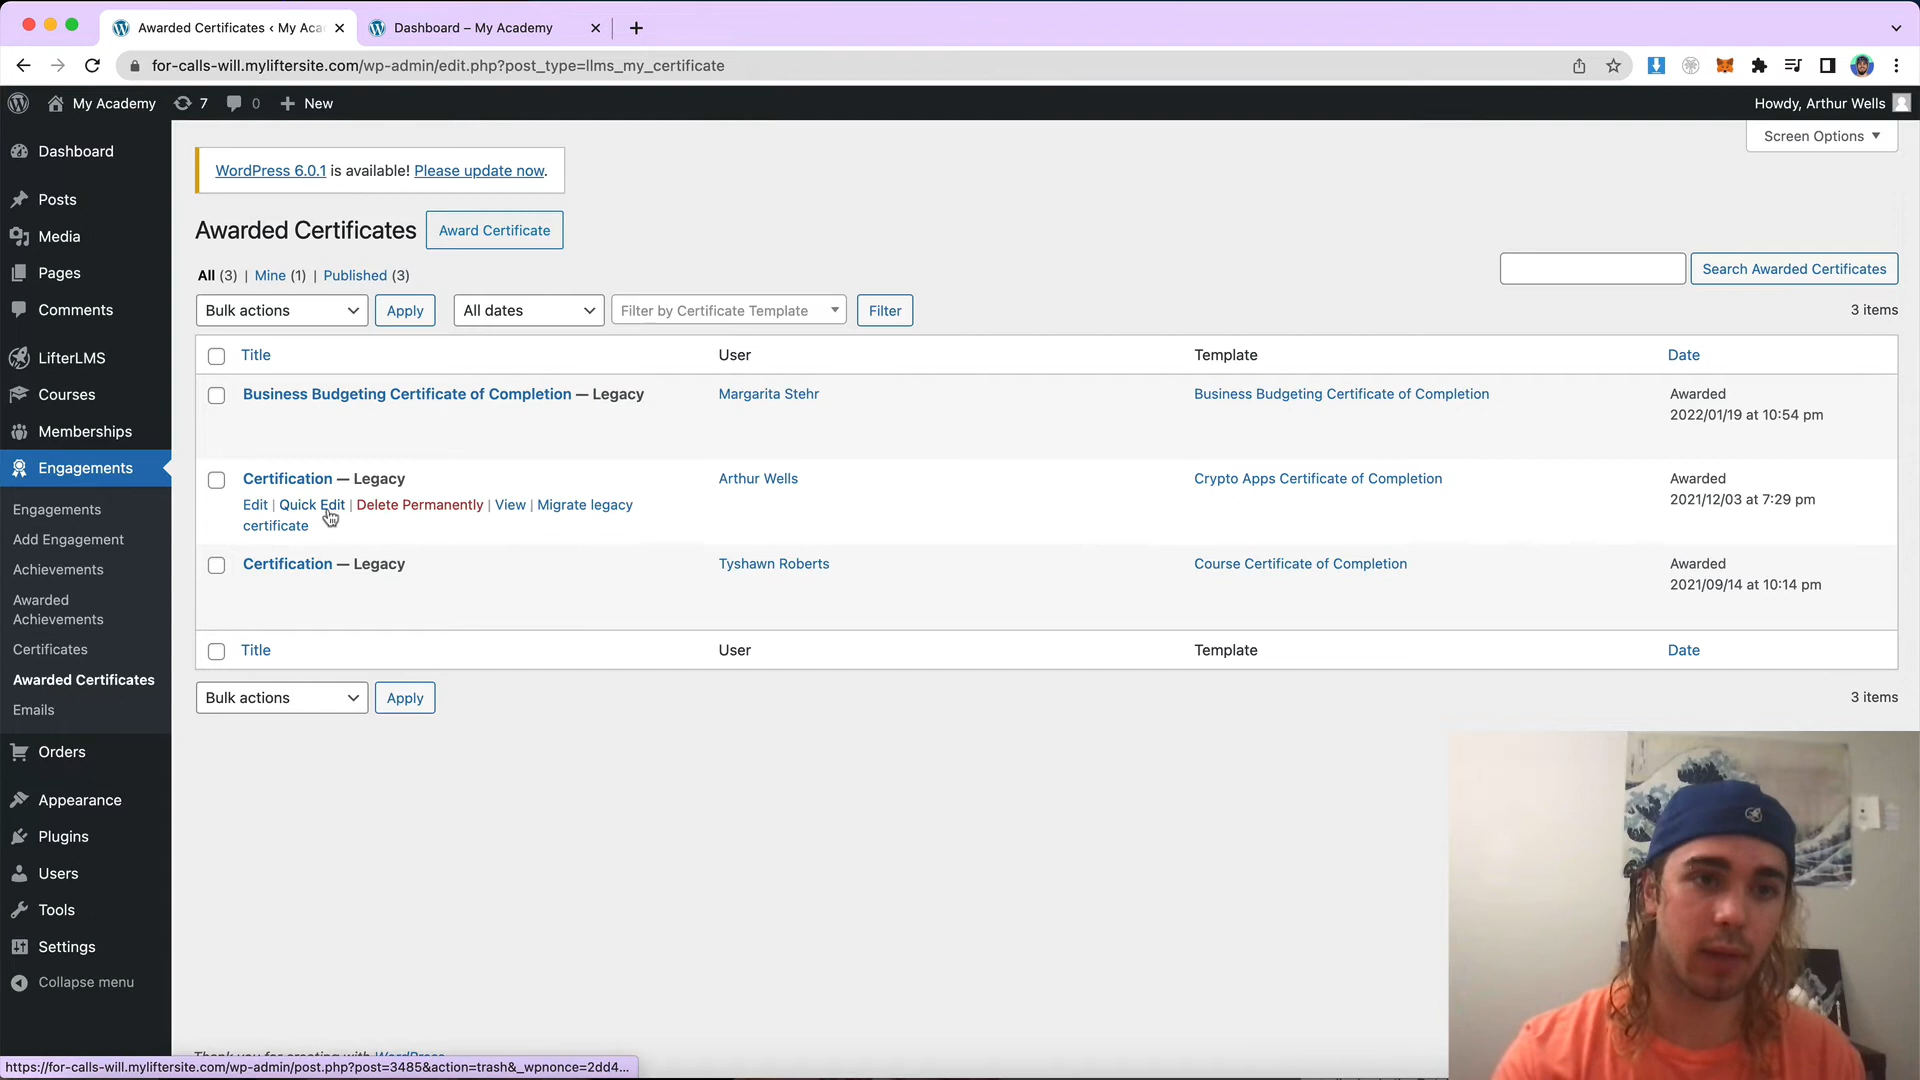 Awarded Certificates ‹ My Aca
Dashboard – My Academy
for-calls-will.myliftersite.com/wp-admin/edit.php?post_type=llms_my_certificate
My Academy
7
0
New
Howdy, Arthur Wells
Screen Options
Dashboard
Posts
Media
Pages
Comments
LifterLMS
Courses
Memberships
Engagements
Engagements
Add Engagement
Achievements
Awarded
Achievements
Certificates
Awarded Certificates
Emails
Orders
Appearance
Plugins
Users
Tools
Settings
Collapse menu
WordPress 6.0.1 is available! Please update now.
Awarded Certificates
Award Certificate
All (3) | Mine (1) | Published (3)
Search Awarded Certificates
Bulk actions
Apply
All dates
Filter by Certificate Template
Filter
3 items
Title
User
Template
Date
Business Budgeting Certificate of Completion — Legacy
Margarita Stehr
Business Budgeting Certificate of Completion
Awarded
2022/01/19 at 10:54 pm
Certification — Legacy
Edit | Quick Edit | Delete Permanently | View | Migrate legacy
certificate
Arthur Wells
Crypto Apps Certificate of Completion
Awarded
2021/12/03 at 7:29 pm
Certification — Legacy
Tyshawn Roberts
Course Certificate of Completion
Awarded
2021/09/14 at 10:14 pm
Title
User
Template
Date
Bulk actions
Apply
3 items
Thank you for creating with WordPress
https://for-calls-will.myliftersite.com/wp-admin/post.php?post=3485&action=trash&_wpnonce=2dd4...